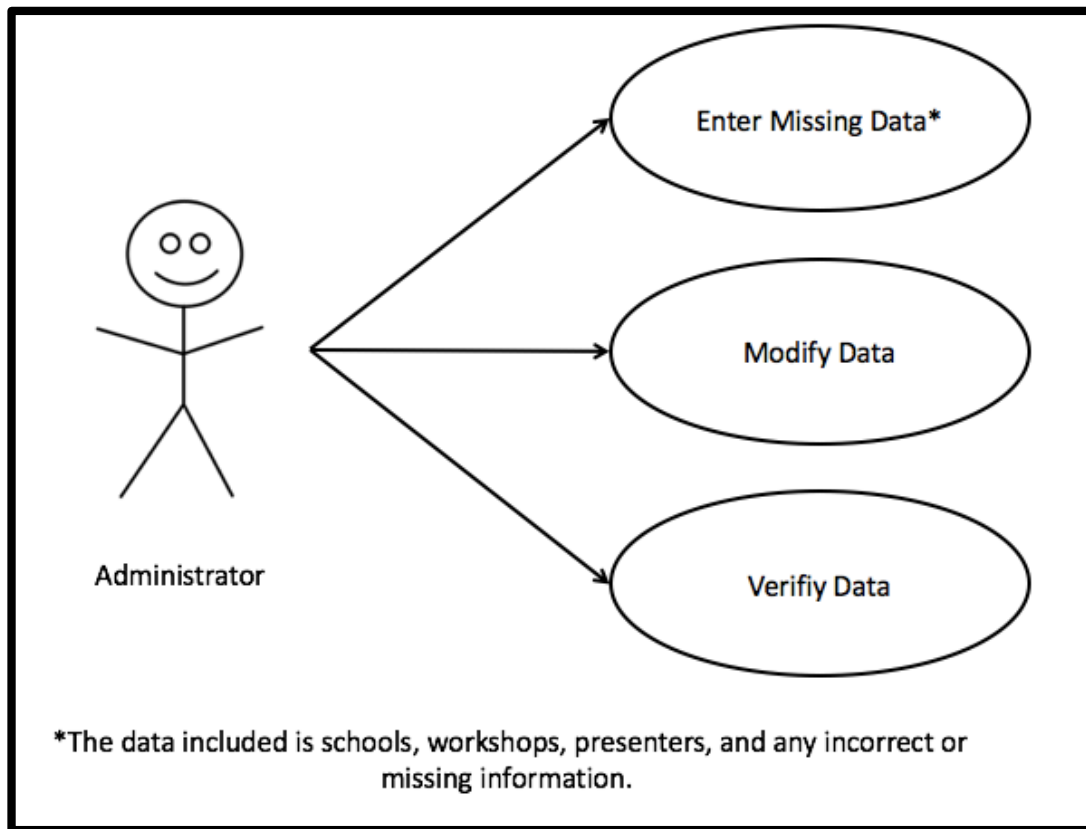 Enter Missing Data*
Modify Data
Verifiy Data
Administrator
*The data included is schools, workshops, presenters, and any incorrect or
missing information.